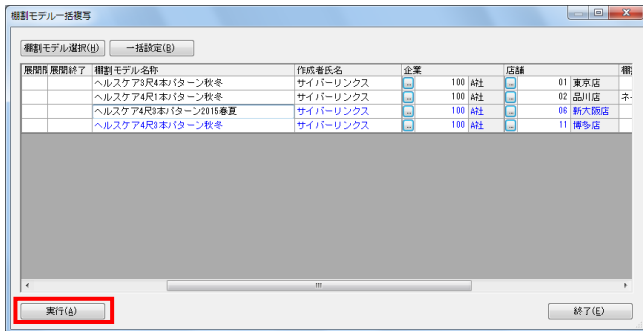 棚割モデル一括複写
棚割モデル選択(H) 一括設定(B)
展開 展開終了 棚割モデル名称 作成者氏名 企業 店舗 棚
ヘルスケア3尺4本パターン秋冬 サイバーリンクス ... 100 A社 ... 01 東京店
ヘルスケア4尺1本パターン秋冬 サイバーリンクス ... 100 A社 ... 02 品川店 ネ
ヘルスケア4尺3本パターン2015春夏 サイバーリンクス ... 100 A社 ... 06 新大阪店
ヘルスケア4尺3本パターン秋冬 サイバーリンクス ... 100 A社 ... 11 博多店
実行(A) 終了(E)